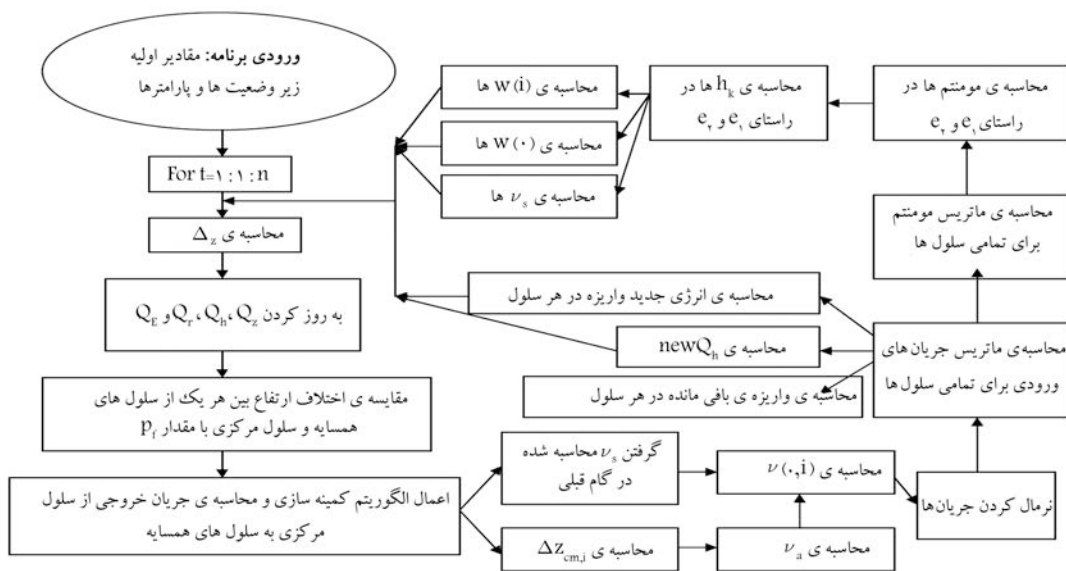 ورودی برنامه: مقادیر اولیه
زیر وضعیت ها و پارامترها
For t=۱:۱:n
محاسبه ی Δz
به روز کردن Qz ،Qh ،Qr و QE
مقایسه ی اختلاف ارتفاع بین هر یک از سلول های
همسایه و سلول مرکزی با مقدار pf
اعمال الگوریتم کمینه سازی و محاسبه ی جریان خروجی از سلول
مرکزی به سلول های همسایه
گرفتن νs محاسبه شده
در گام قبلی
محاسبه ی Δzcm,i
محاسبه ی νa
محاسبه ی ν(۰,i)
نرمال کردن جریان‌ها
محاسبه‌ی ماتریس جریان های
ورودی برای تمامی سلول ها
محاسبه ی انرژی جدید واریزه در هر سلول
محاسبه ی newQh
محاسبه ی واریزه ی بافی مانده در هر سلول
محاسبه ی ماتریس مومنتم
برای تمامی سلول ها
محاسبه ی مومنتم ها در
راستای e۱ و e۲
محاسبه ی hk ها در
راستای e۱ و e۲
محاسبه ی w(i) ها
محاسبه ی w(۰) ها
محاسبه ی νs ها